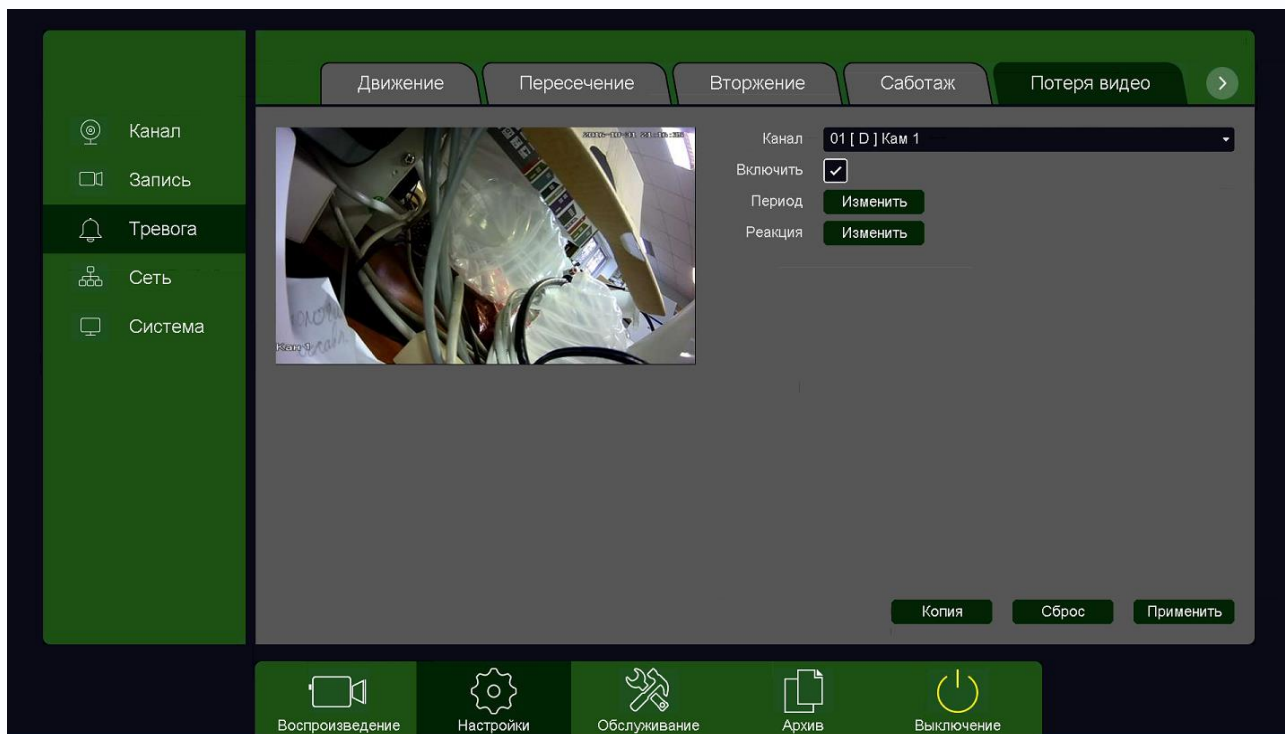 Движение
Пересечение
Вторжение
Саботаж
Потеря видео
Канал
Запись
Тревога
Сеть
Система
Кам 1
Канал
01 [ D ] Кам 1
Включить
Период
Изменить
Реакция
Изменить
Копия
Сброс
Применить
Воспроизведение
Настройки
Обслуживание
Архив
Выключение